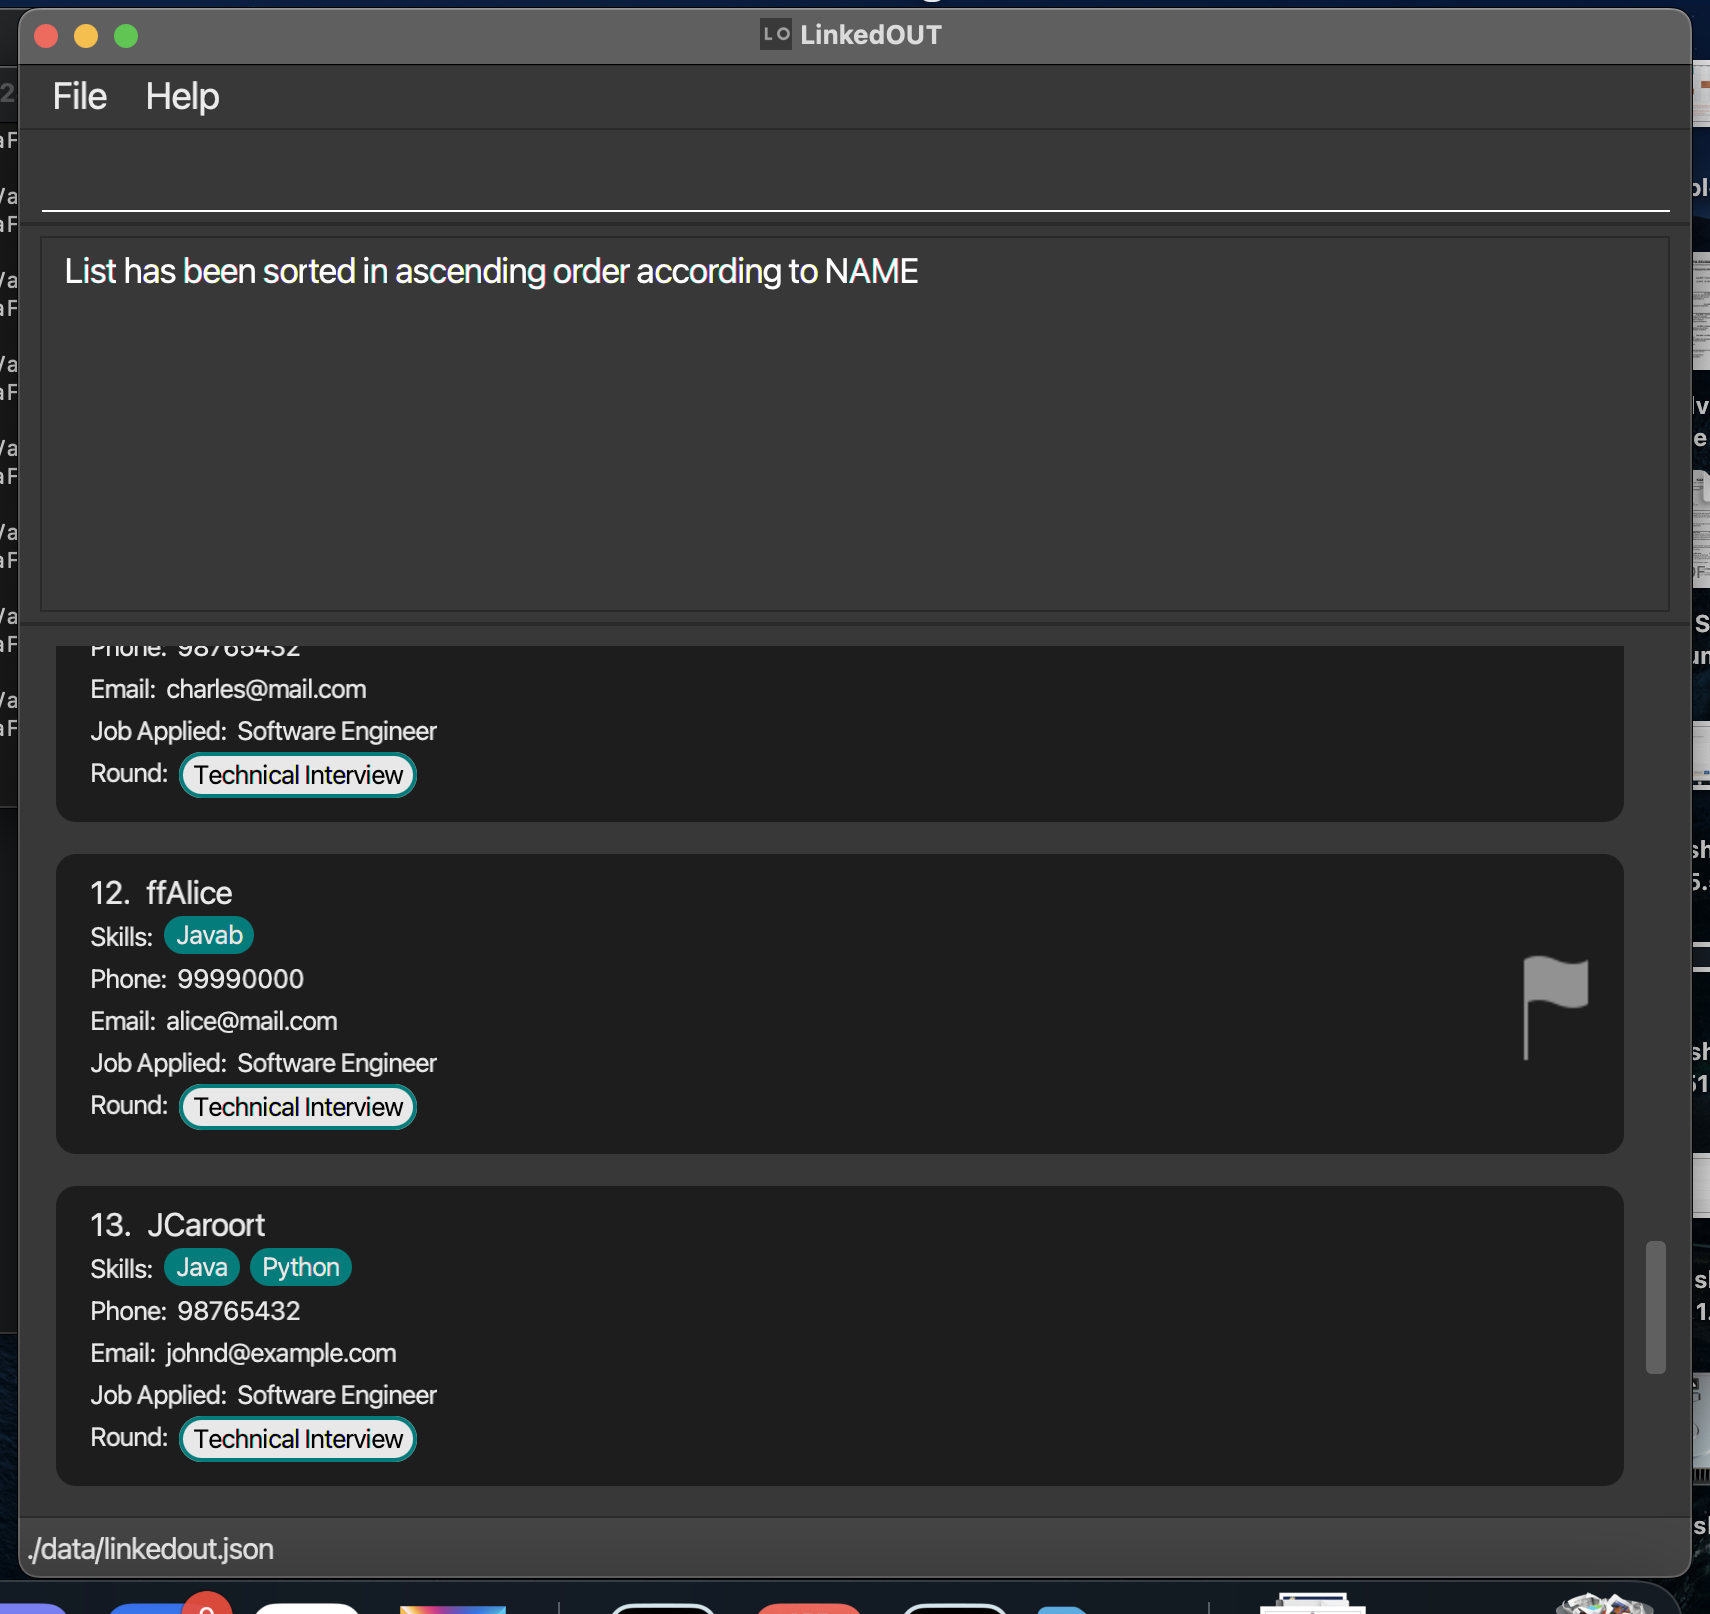 LO LinkedOUT
File Help
List has been sorted in ascending order according to NAME
Phone: 98765432
Email: charles@mail.com
Job Applied: Software Engineer
Round: Technical Interview
12. ffAlice
Skills: Javab
Phone: 99990000
Email: alice@mail.com
Job Applied: Software Engineer
Round: Technical Interview
13. JCaroort
Skills: Java Python
Phone: 98765432
Email: johnd@example.com
Job Applied: Software Engineer
Round: Technical Interview
./data/linkedout.json